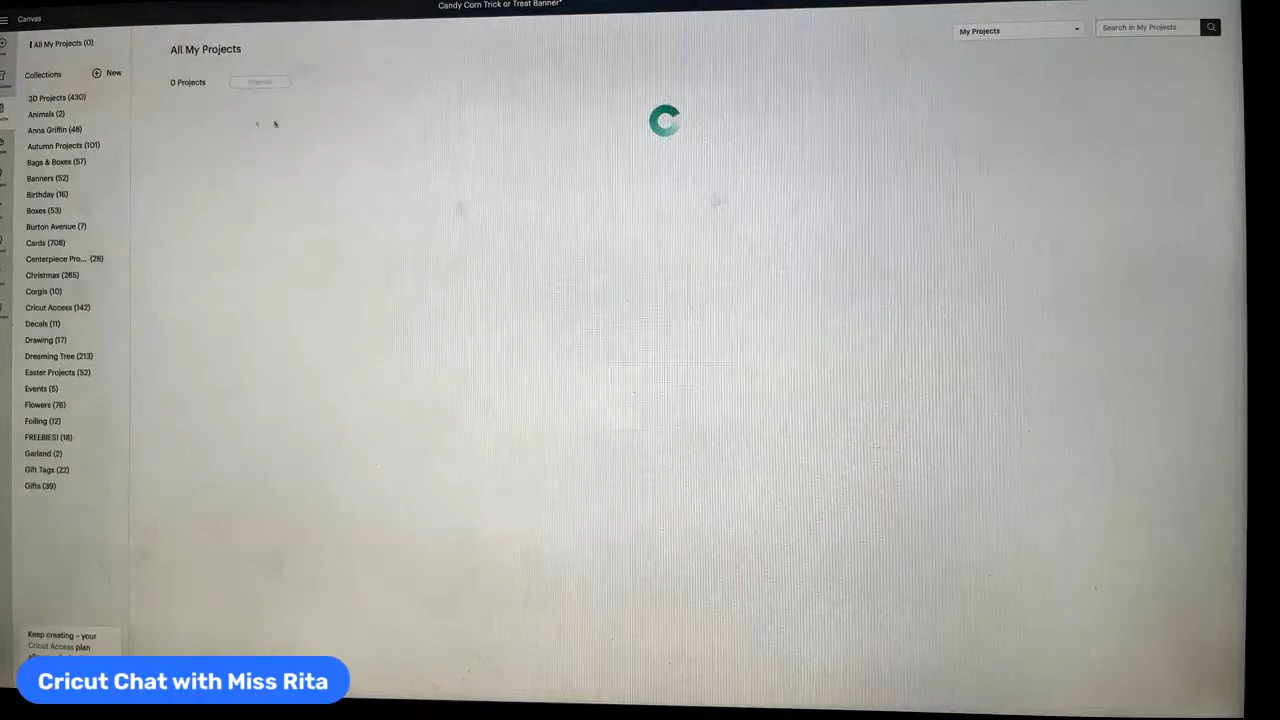 Candy Corn Trick or Treat Banner*
Canvas
All My Projects (0)
Collections
New
3D Projects (430)
Animals (2)
Anna Griffin (48)
Autumn Projects (101)
Bags & Boxes (57)
Banners (52)
Birthday (16)
Boxes (53)
Burton Avenue (7)
Cards (708)
Centerpiece Pro... (28)
Christmas (285)
Corgis (10)
Cricut Access (142)
Decals (11)
Drawing (17)
Dreaming Tree (213)
Easter Projects (52)
Events (5)
Flowers (76)
Foiling (12)
FREEBIES! (18)
Garland (2)
Gift Tags (22)
Gifts (39)
Keep creating – your
Cricut Access plan
All My Projects
0 Projects
My Projects
Search in My Projects
Cricut Chat with Miss Rita